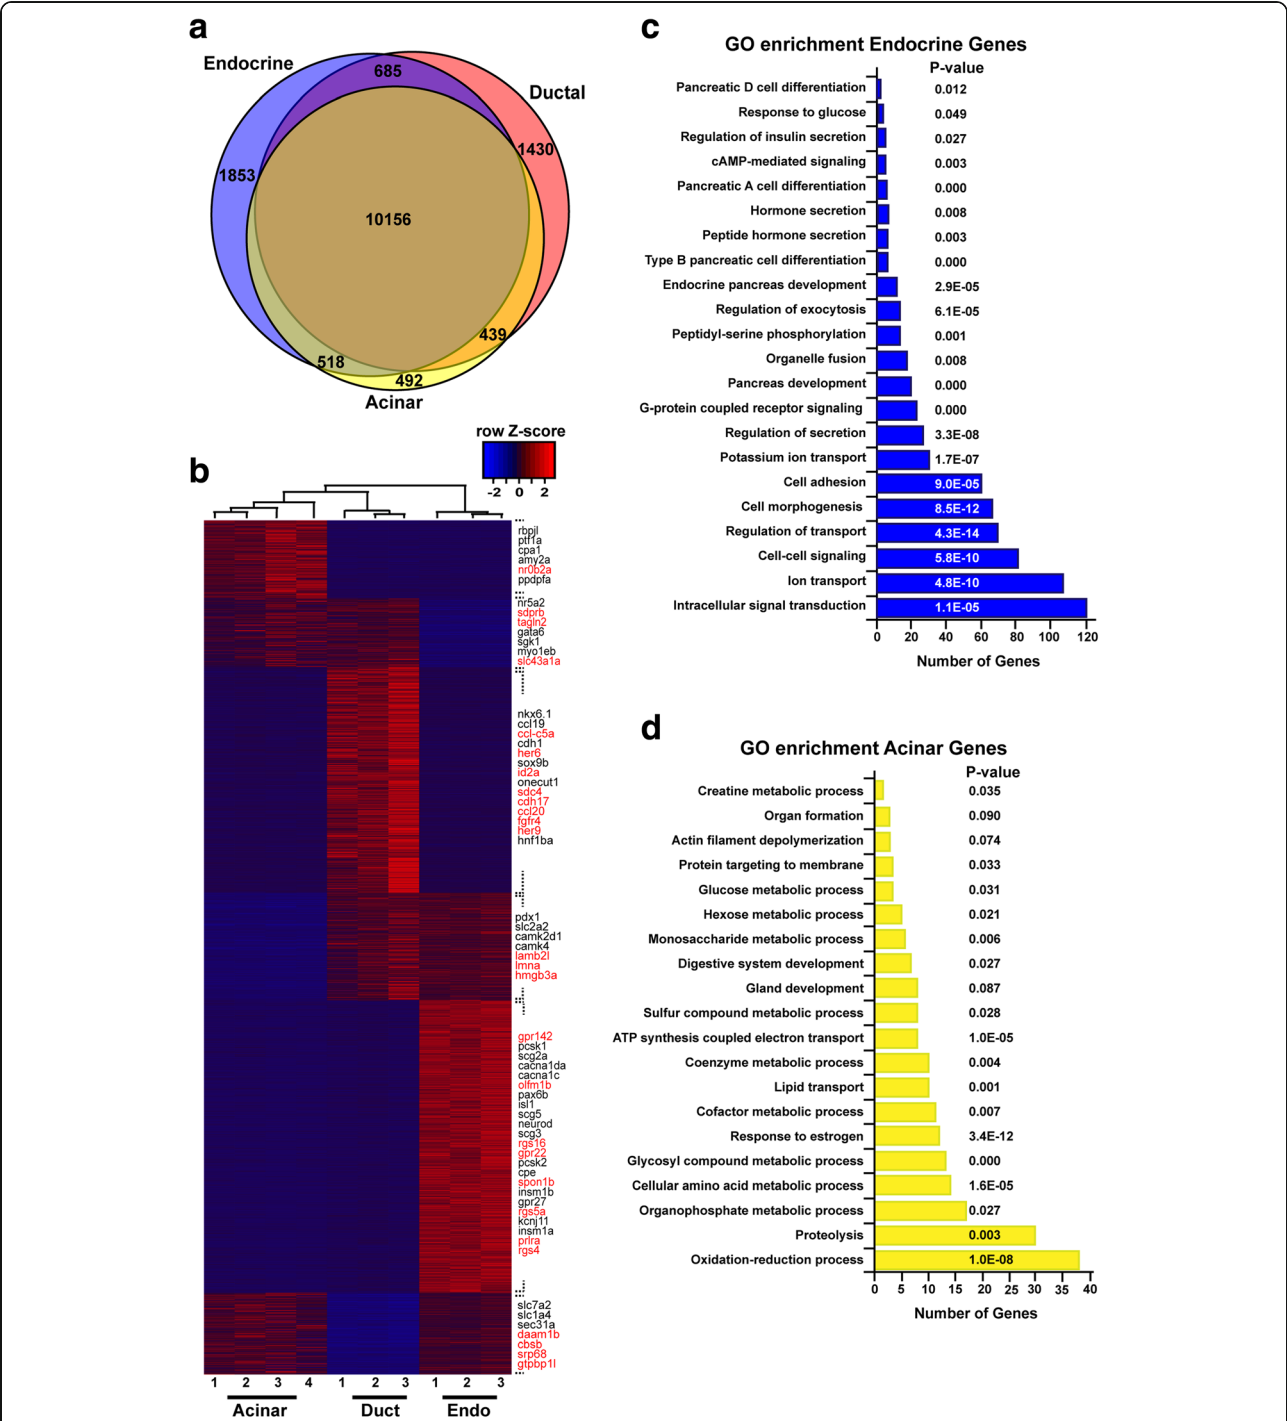 a
Endocrine
Ductal
685
1430
1853
10156
439
518
492
Acinar
b
row Z-score
-2 0 2
rbpjl
ptf1a
cpa1
amy2a
nr0b2a
ppdpfa
nr5a2
sdprb
tagln2
gata6
sgk1
myo1eb
slc43a1a
nkx6.1
ccl19
ccl-c5a
cdh1
her6
sox9b
id2a
onecut1
sdc4
cdh17
ccl20
fgfr4
her9
hnf1ba
pdx1
slc2a2
camk2d1
camk4
lamb2l
lmna
hmgb3a
gpr142
pcsk1
scg2a
cacna1da
cacna1c
olfm1b
pax6b
isl1
scg5
neurod
scg3
rgs16
gpr22
pcsk2
cpe
spon1b
insm1b
gpr27
rgs5a
kcnj11
insm1a
prlra
rgs4
slc7a2
slc1a4
sec31a
daam1b
cbsb
srp68
gtpbp1l
1 2 3 4 1 2 3 1 2 3
Acinar Duct Endo
c
GO enrichment Endocrine Genes
P-value
Pancreatic D cell differentiation 0.012
Response to glucose 0.049
Regulation of insulin secretion 0.027
cAMP-mediated signaling 0.003
Pancreatic A cell differentiation 0.000
Hormone secretion 0.008
Peptide hormone secretion 0.003
Type B pancreatic cell differentiation 0.000
Endocrine pancreas development 2.9E-05
Regulation of exocytosis 6.1E-05
Peptidyl-serine phosphorylation 0.001
Organelle fusion 0.008
Pancreas development 0.000
G-protein coupled receptor signaling 0.000
Regulation of secretion 3.3E-08
Potassium ion transport 1.7E-07
Cell adhesion 9.0E-05
Cell morphogenesis 8.5E-12
Regulation of transport 4.3E-14
Cell-cell signaling 5.8E-10
Ion transport 4.8E-10
Intracellular signal transduction 1.1E-05
0 20 40 60 80 100 120
Number of Genes
d
GO enrichment Acinar Genes
P-value
Creatine metabolic process 0.035
Organ formation 0.090
Actin filament depolymerization 0.074
Protein targeting to membrane 0.033
Glucose metabolic process 0.031
Hexose metabolic process 0.021
Monosaccharide metabolic process 0.006
Digestive system development 0.027
Gland development 0.087
Sulfur compound metabolic process 0.028
ATP synthesis coupled electron transport 1.0E-05
Coenzyme metabolic process 0.004
Lipid transport 0.001
Cofactor metabolic process 0.007
Response to estrogen 3.4E-12
Glycosyl compound metabolic process 0.000
Cellular amino acid metabolic process 1.6E-05
Organophosphate metabolic process 0.027
Proteolysis 0.003
Oxidation-reduction process 1.0E-08
0 5 10 15 20 25 30 35 40
Number of Genes